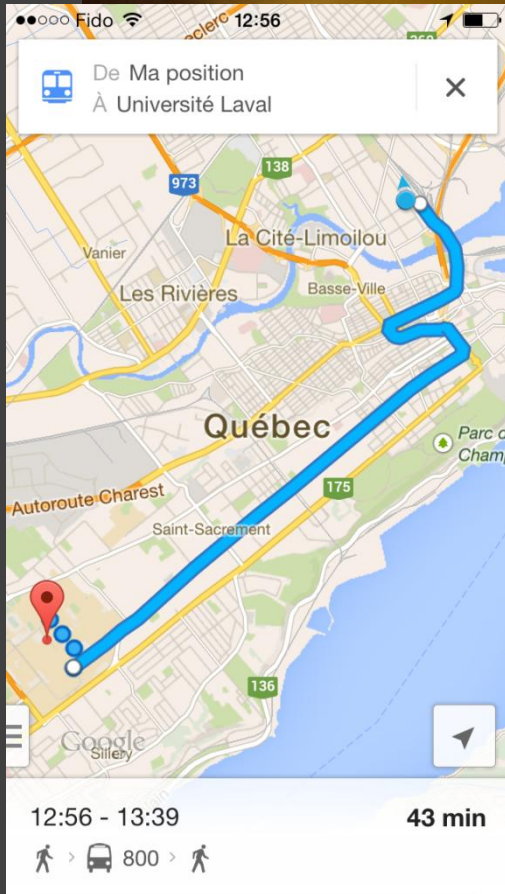 Fido 12:56
De Ma position
À Université Laval
138
973
La Cité-Limoilou
Vanier
Les Rivières
Basse-Ville
Québec
Parc
Autoroute Charest
175
Saint-Sacrement
136
Google
Sillery
12:56 - 13:39
43 min
> 800 >